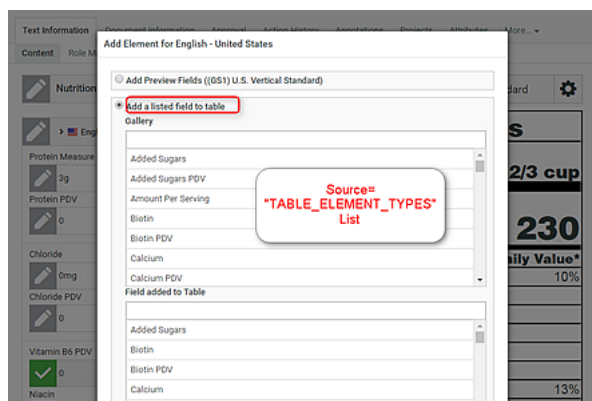 Text Information Document Information Approval Action History Annotations Projects Attributes More...
Content Role M
Add Element for English - United States
Nutrition
dard
Add Preview Fields ((GS1) U.S. Vertical Standard)
Add a listed field to table
Gallery
> Engl
S
Protein Measure
Added Sugars
3g
2/3 cup
Added Sugars PDV
Protein PDV
Amount Per Serving
0
Biotin
230
Biotin PDV
Source=
"TABLE_ELEMENT_TYPES"
List
Chloride
Calcium
aily Value*
0mg
Calcium PDV
10%
Chloride PDV
Field added to Table
0
Added Sugars
Vitamin B6 PDV
Biotin
0
Biotin PDV
Niacin
Calcium
13%